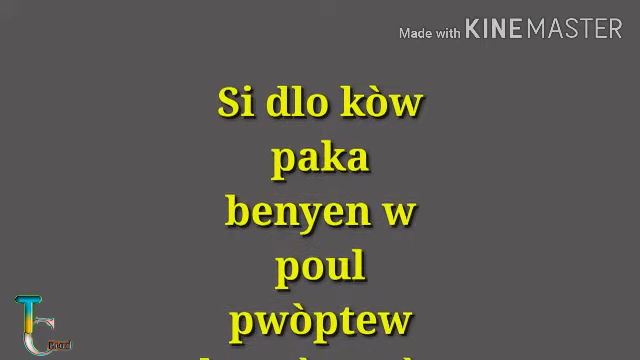 Made with KINEMASTER
Si dlo kòw
paka
benyen w
poul
pwòptew